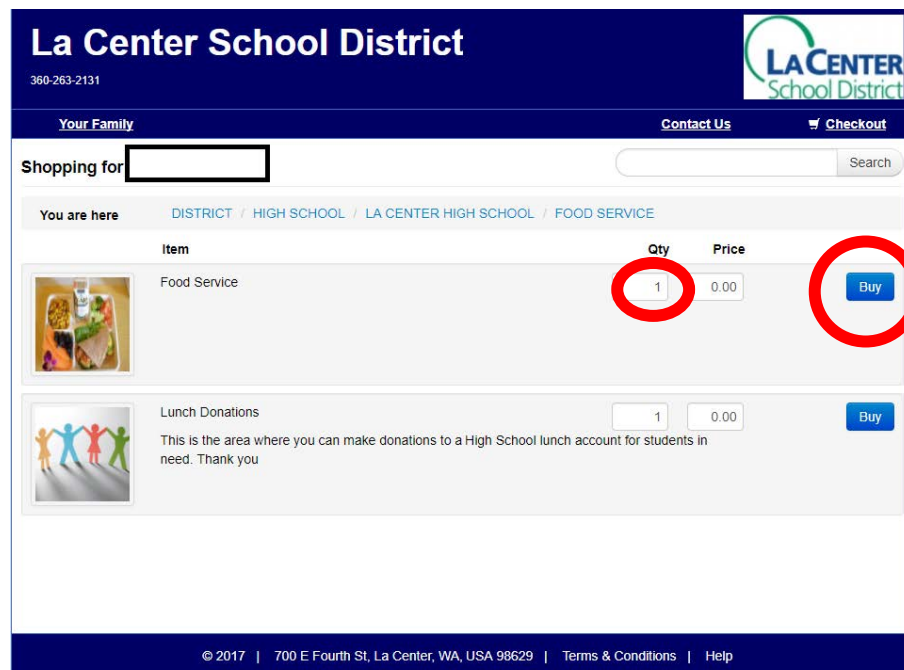 La Center School District
360-263-2131
LACENTER
School District
Your Family Contact Us Checkout
Shopping for Search
You are here DISTRICT / HIGH SCHOOL / LA CENTER HIGH SCHOOL / FOOD SERVICE
Item Qty Price
Food Service 1 0.00 Buy
Lunch Donations 1 0.00 Buy
This is the area where you can make donations to a High School lunch account for students in
need. Thank you
© 2017 | 700 E Fourth St, La Center, WA, USA 98629 | Terms & Conditions | Help